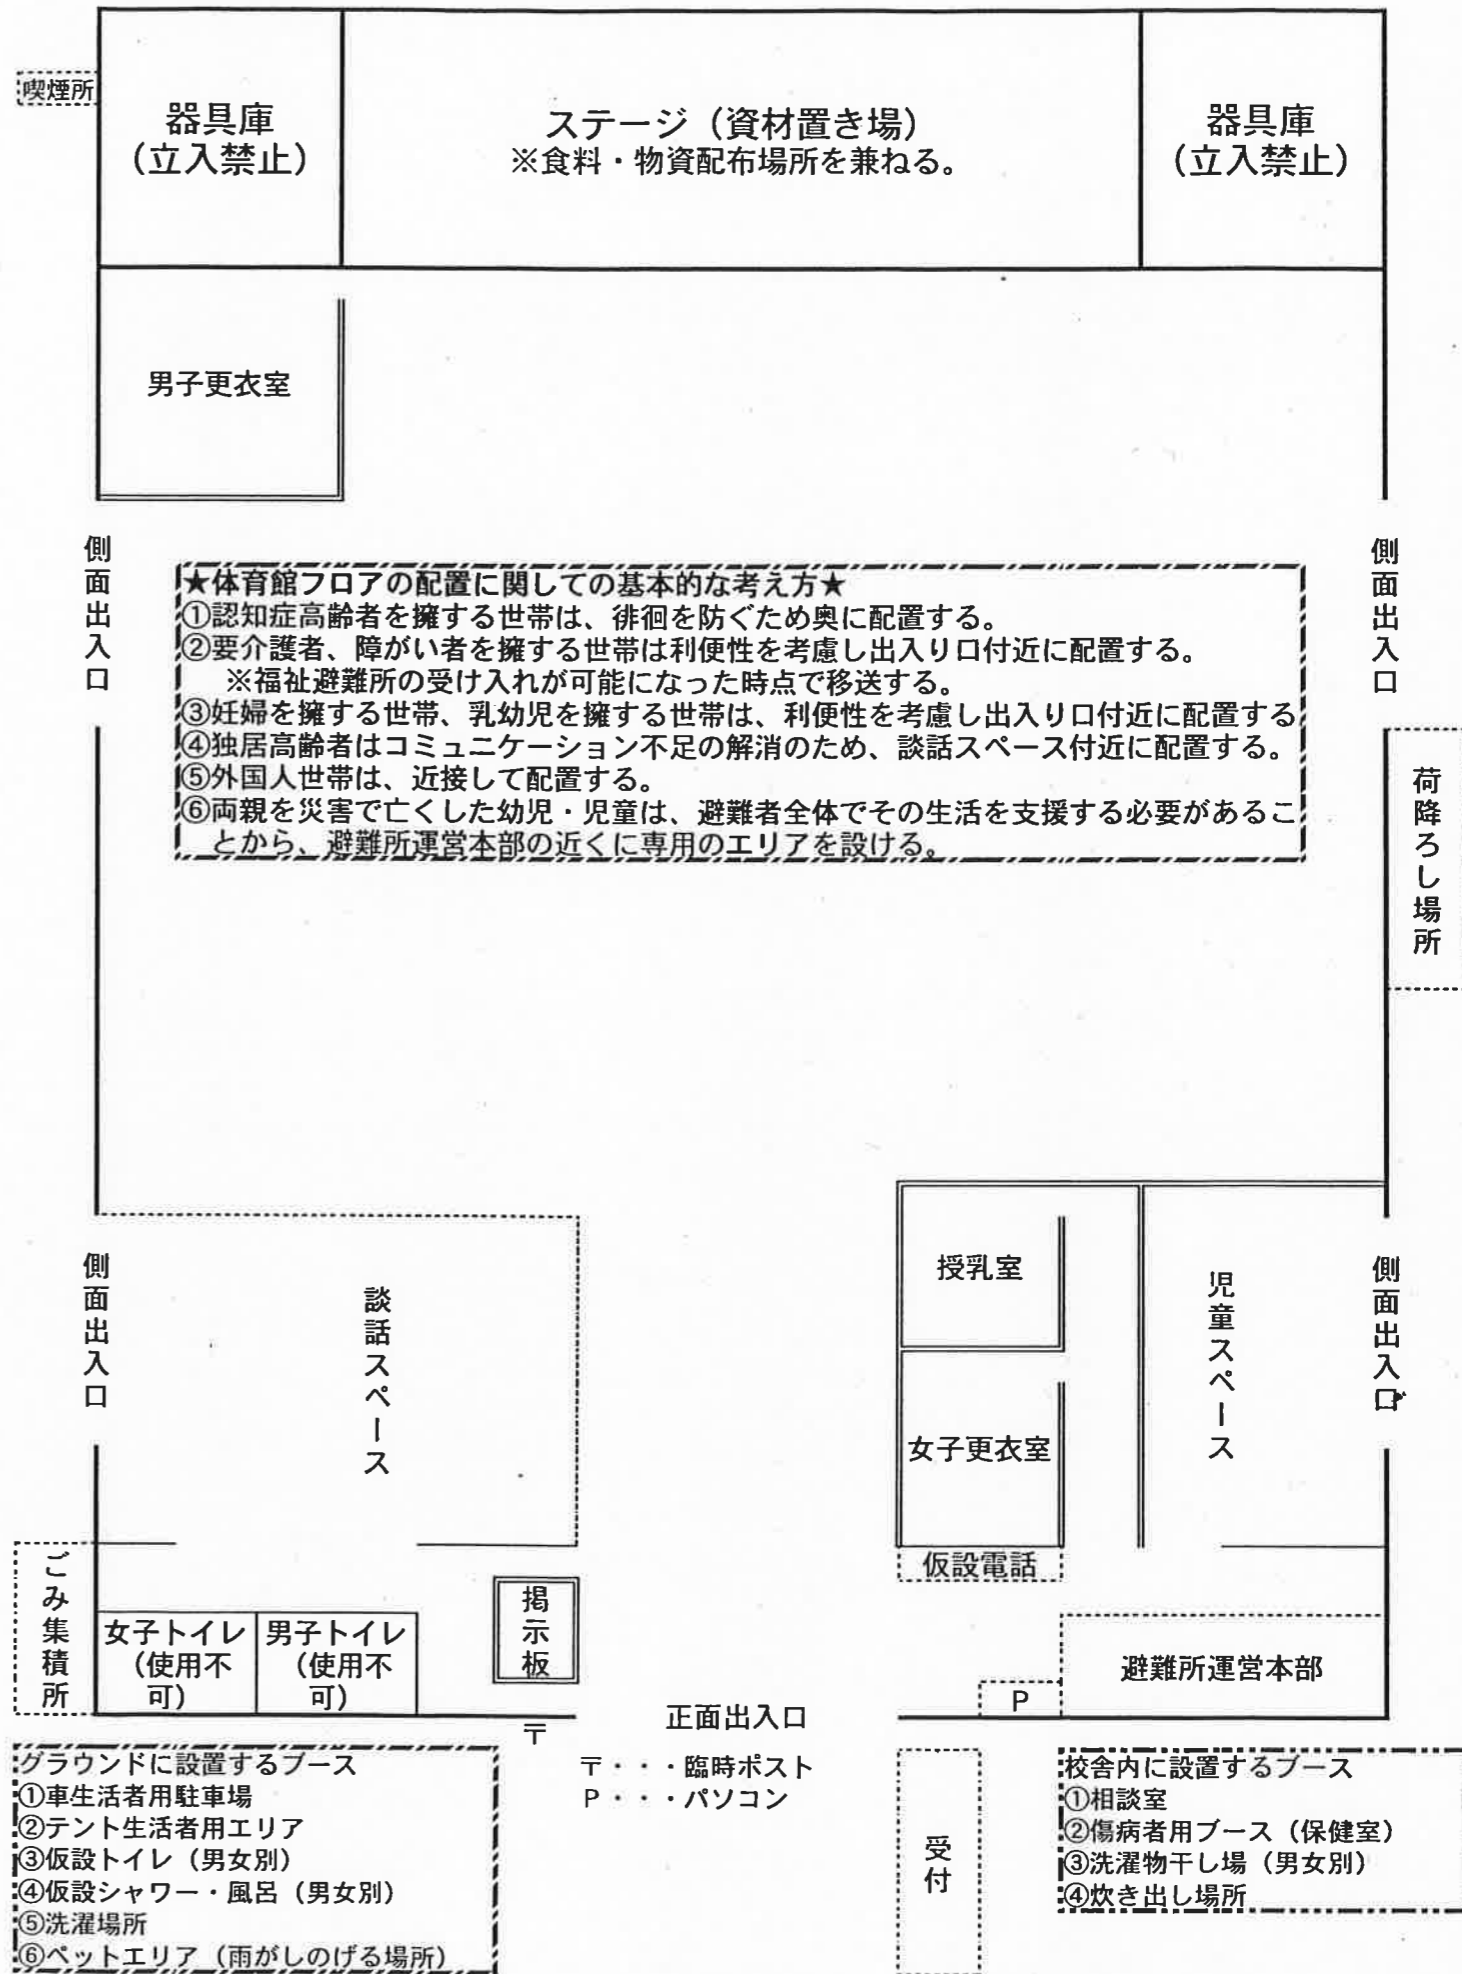 喫煙所
器具庫
（立入禁止）
ステージ（資材置き場）
※食料・物資配布場所を兼ねる。
器具庫
（立入禁止）
男子更衣室
側面出入口
側面出入口
★体育館フロアの配置に関しての基本的な考え方★
①認知症高齢者を擁する世帯は、徘徊を防ぐため奥に配置する。
②要介護者、障がい者を擁する世帯は利便性を考慮し出入り口付近に配置する。
※福祉避難所の受け入れが可能になった時点で移送する。
③妊婦を擁する世帯、乳幼児を擁する世帯は、利便性を考慮し出入り口付近に配置する
④独居高齢者はコミュニケーション不足の解消のため、談話スペース付近に配置する。
⑤外国人世帯は、近接して配置する。
⑥両親を災害で亡くした幼児・児童は、避難者全体でその生活を支援する必要があるこ
とから、避難所運営本部の近くに専用のエリアを設ける。
荷降ろし場所
側面出入口
談話スペース
授乳室
児童スペース
側面出入口
女子更衣室
仮設電話
ごみ集積所
女子トイレ
（使用不
可）
男子トイレ
（使用不
可）
掲示板
避難所運営本部
P
正面出入口
〒
〒・・・臨時ポスト
P・・・パソコン
グラウンドに設置するブース
①車生活者用駐車場
②テント生活者用エリア
③仮設トイレ（男女別）
④仮設シャワー・風呂（男女別）
⑤洗濯場所
⑥ペットエリア（雨がしのげる場所）
受付
校舎内に設置するブース
①相談室
②傷病者用ブース（保健室）
③洗濯物干し場（男女別）
④炊き出し場所